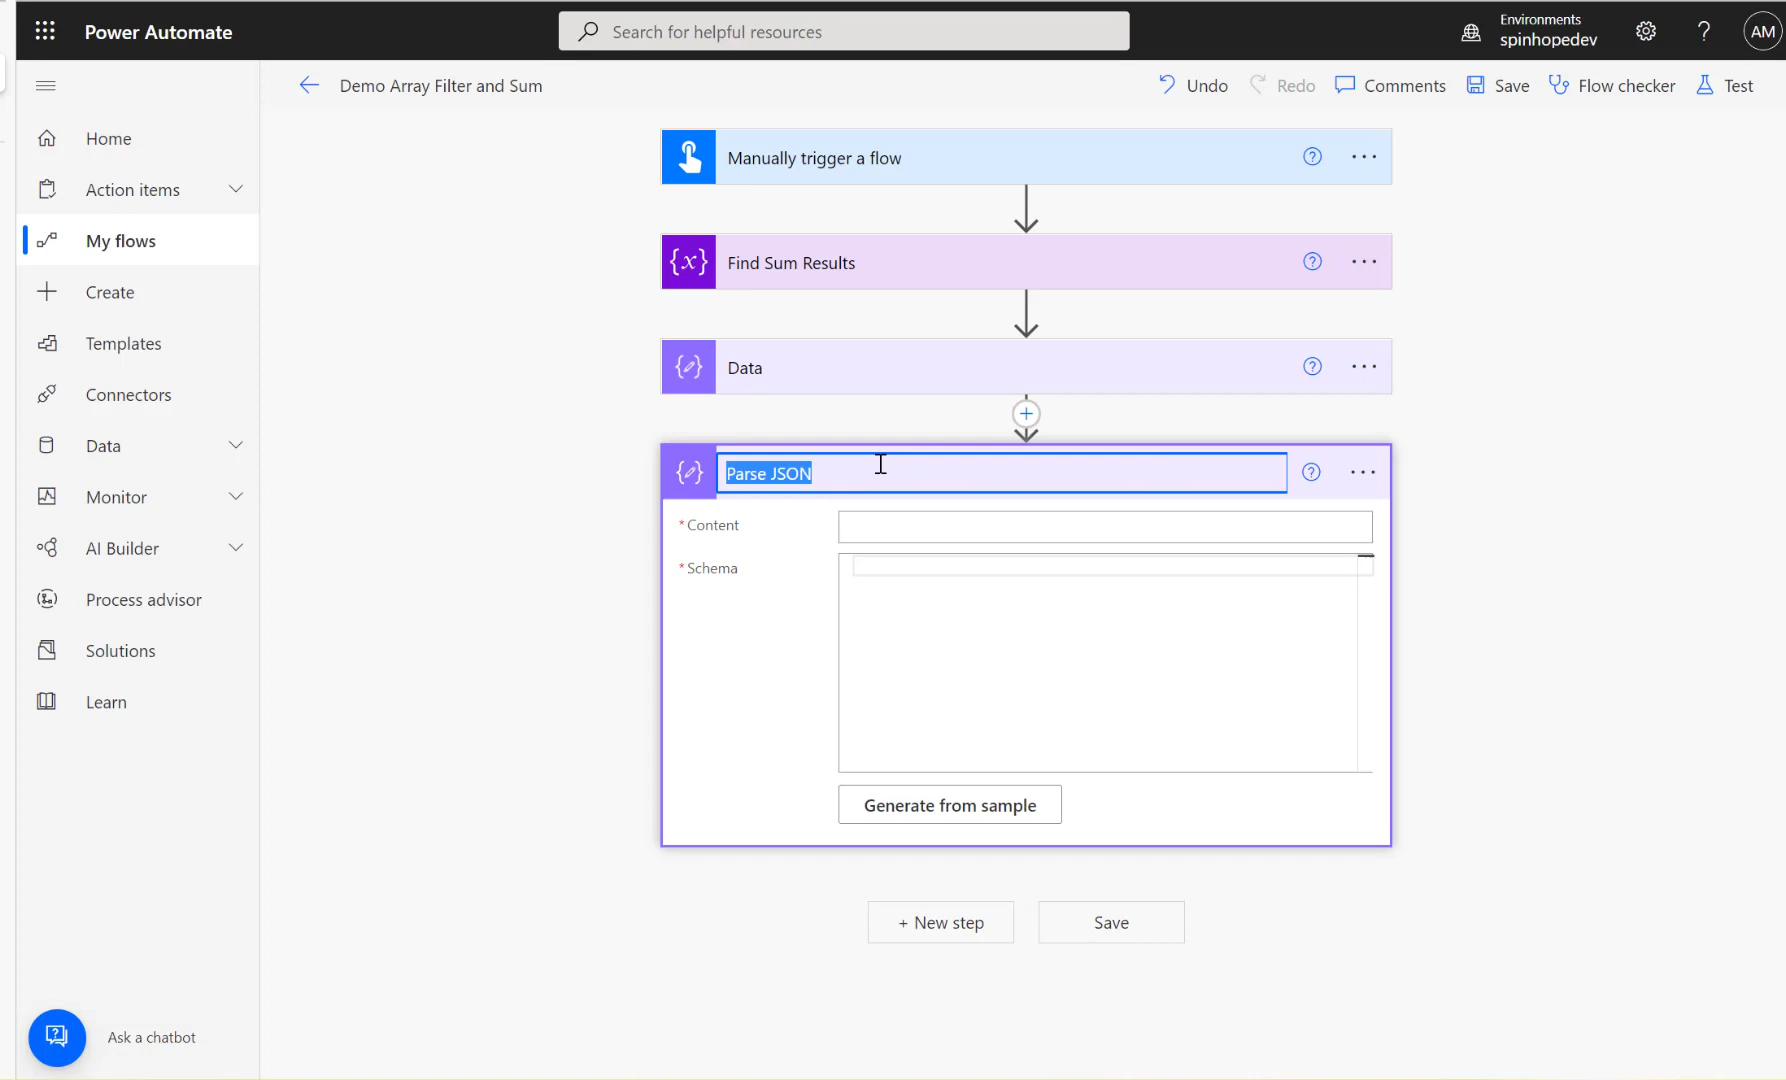 Power Automate
Search for helpful resources
Environments
spinhopedev
?
AM
Demo Array Filter and Sum
Undo
Redo
Comments
Save
Flow checker
Test
Home
Action items
My flows
Create
Templates
Connectors
Data
Monitor
AI Builder
Process advisor
Solutions
Learn
Ask a chatbot
Manually trigger a flow
{x} Find Sum Results
Data
Parse JSON
* Content
* Schema
Generate from sample
+ New step
Save